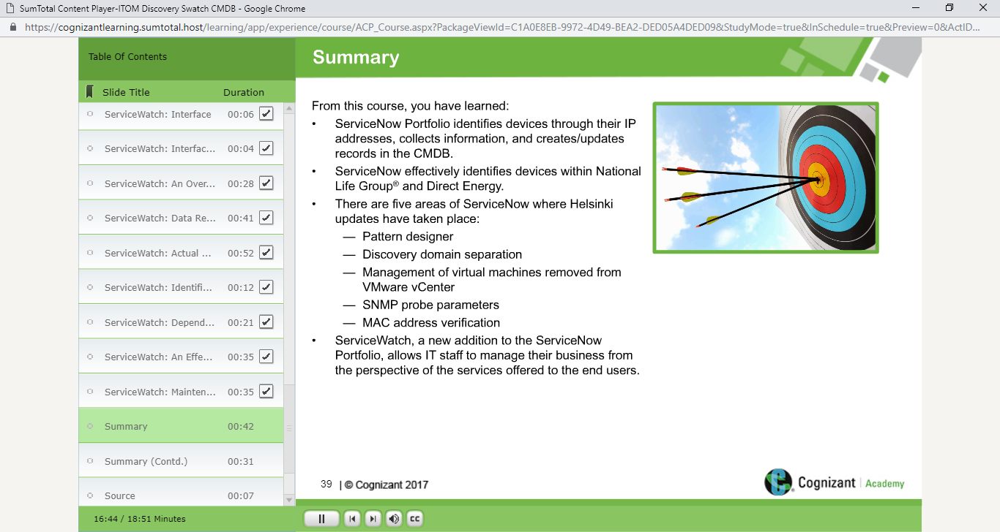 SumTotal Content Player-ITOM Discovery Swatch CMDB - Google Chrome
https://cognizantlearning.sumtotal.host/learning/app/experience/course/ACP_Course.aspx?PackageViewId=C1A0E8EB-9972-4D49-BEA2-DED05A4DED09&StudyMode=true&InSchedule=true&Preview=0&ActID...
Table Of Contents
Slide Title Duration
ServiceWatch: Interface 00:06
ServiceWatch: Interfac... 00:04
ServiceWatch: An Over... 00:28
ServiceWatch: Data Re... 00:41
ServiceWatch: Actual ... 00:52
ServiceWatch: Identifi... 00:12
ServiceWatch: Depend... 00:21
ServiceWatch: An Effe... 00:35
ServiceWatch: Mainten... 00:35
Summary 00:42
Summary (Contd.) 00:31
Source 00:07
16:44 / 18:51 Minutes
Summary
From this course, you have learned:
• ServiceNow Portfolio identifies devices through their IP
addresses, collects information, and creates/updates
records in the CMDB.
• ServiceNow effectively identifies devices within National
Life Group® and Direct Energy.
• There are five areas of ServiceNow where Helsinki
updates have taken place:
— Pattern designer
— Discovery domain separation
— Management of virtual machines removed from
VMware vCenter
— SNMP probe parameters
— MAC address verification
• ServiceWatch, a new addition to the ServiceNow
Portfolio, allows IT staff to manage their business from
the perspective of the services offered to the end users.
39 | © Cognizant 2017
Cognizant | Academy
CC